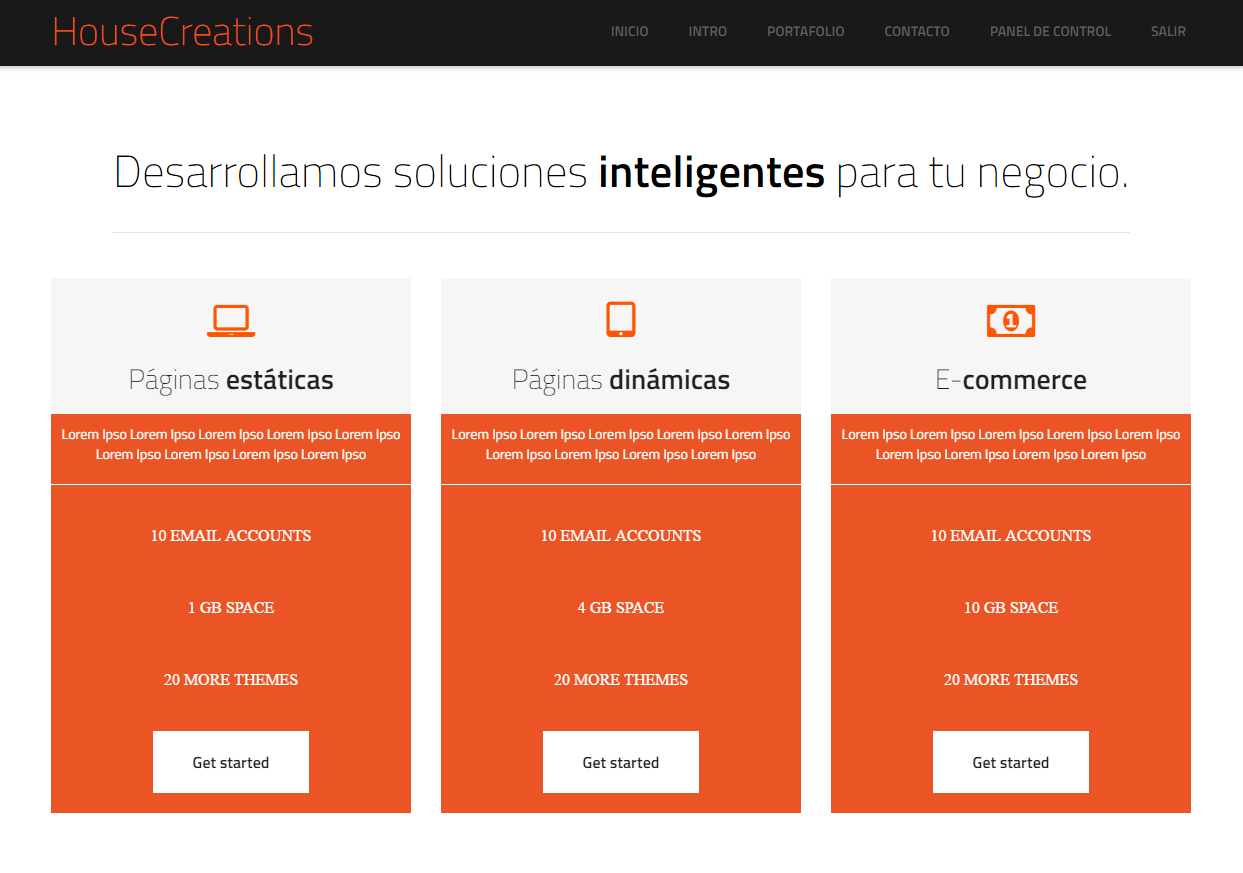 HouseCreations
INICIO INTRO PORTAFOLIO CONTACTO PANEL DE CONTROL SALIR
Desarrollamos soluciones inteligentes para tu negocio.
Páginas estáticas
Lorem Ipso Lorem Ipso Lorem Ipso Lorem Ipso Lorem Ipso
Lorem Ipso Lorem Ipso Lorem Ipso Lorem Ipso
10 EMAIL ACCOUNTS
1 GB SPACE
20 MORE THEMES
Get started
Páginas dinámicas
Lorem Ipso Lorem Ipso Lorem Ipso Lorem Ipso Lorem Ipso
Lorem Ipso Lorem Ipso Lorem Ipso Lorem Ipso
10 EMAIL ACCOUNTS
4 GB SPACE
20 MORE THEMES
Get started
1
E-commerce
Lorem Ipso Lorem Ipso Lorem Ipso Lorem Ipso Lorem Ipso
Lorem Ipso Lorem Ipso Lorem Ipso Lorem Ipso
10 EMAIL ACCOUNTS
10 GB SPACE
20 MORE THEMES
Get started